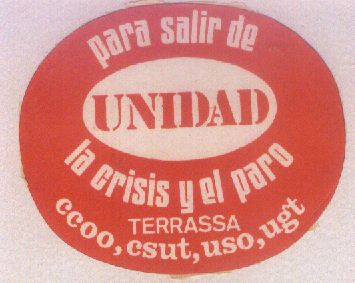 para salir de
UNIDAD
la crisis y el paro
TERRASSA
ccoo, csut, uso, ugt